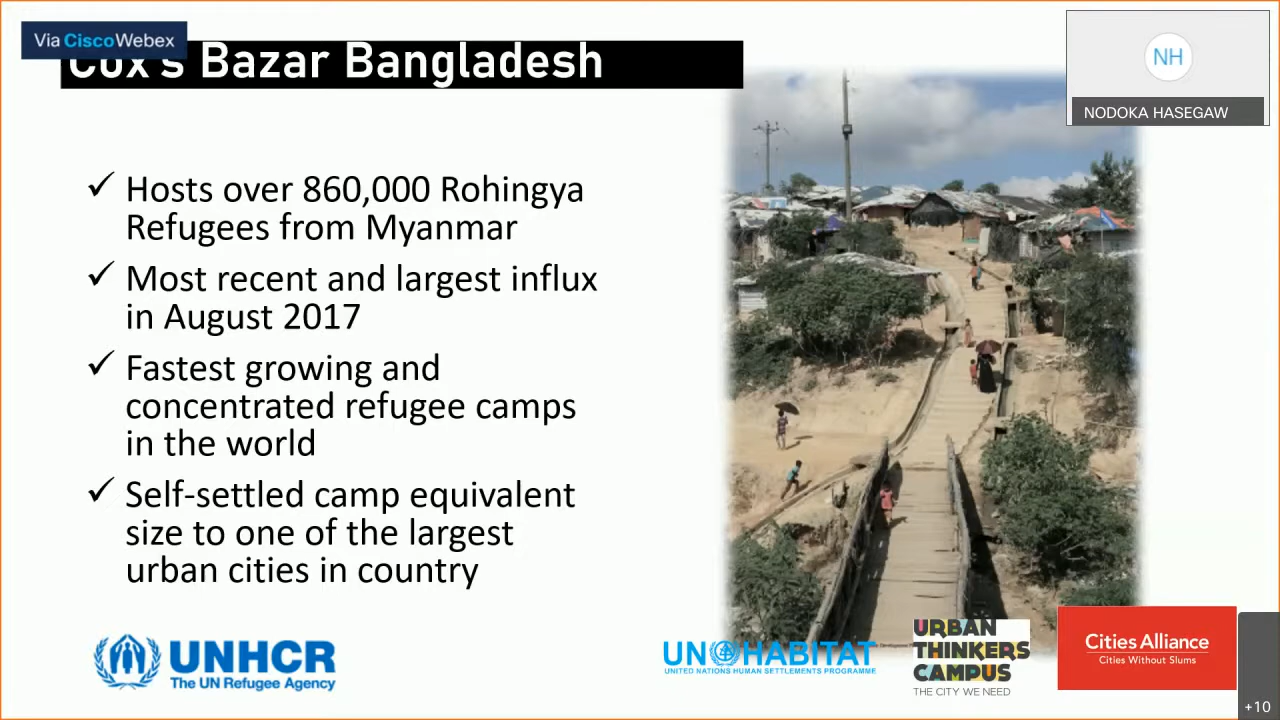 Via Cisco Webex
Cox's Bazar Bangladesh
NH
NODOKA HASEGAW
✓ Hosts over 860,000 Rohingya
Refugees from Myanmar
✓ Most recent and largest influx
in August 2017
✓ Fastest growing and
concentrated refugee camps
in the world
✓ Self-settled camp equivalent
size to one of the largest
urban cities in country
UNHCR
The UN Refugee Agency
UN HABITAT
UNITED NATIONS HUMAN SETTLEMENTS PROGRAMME
URBAN
THINKERS
CAMPUS
THE CITY WE NEED
Cities Alliance
Cities Without Slums
+10